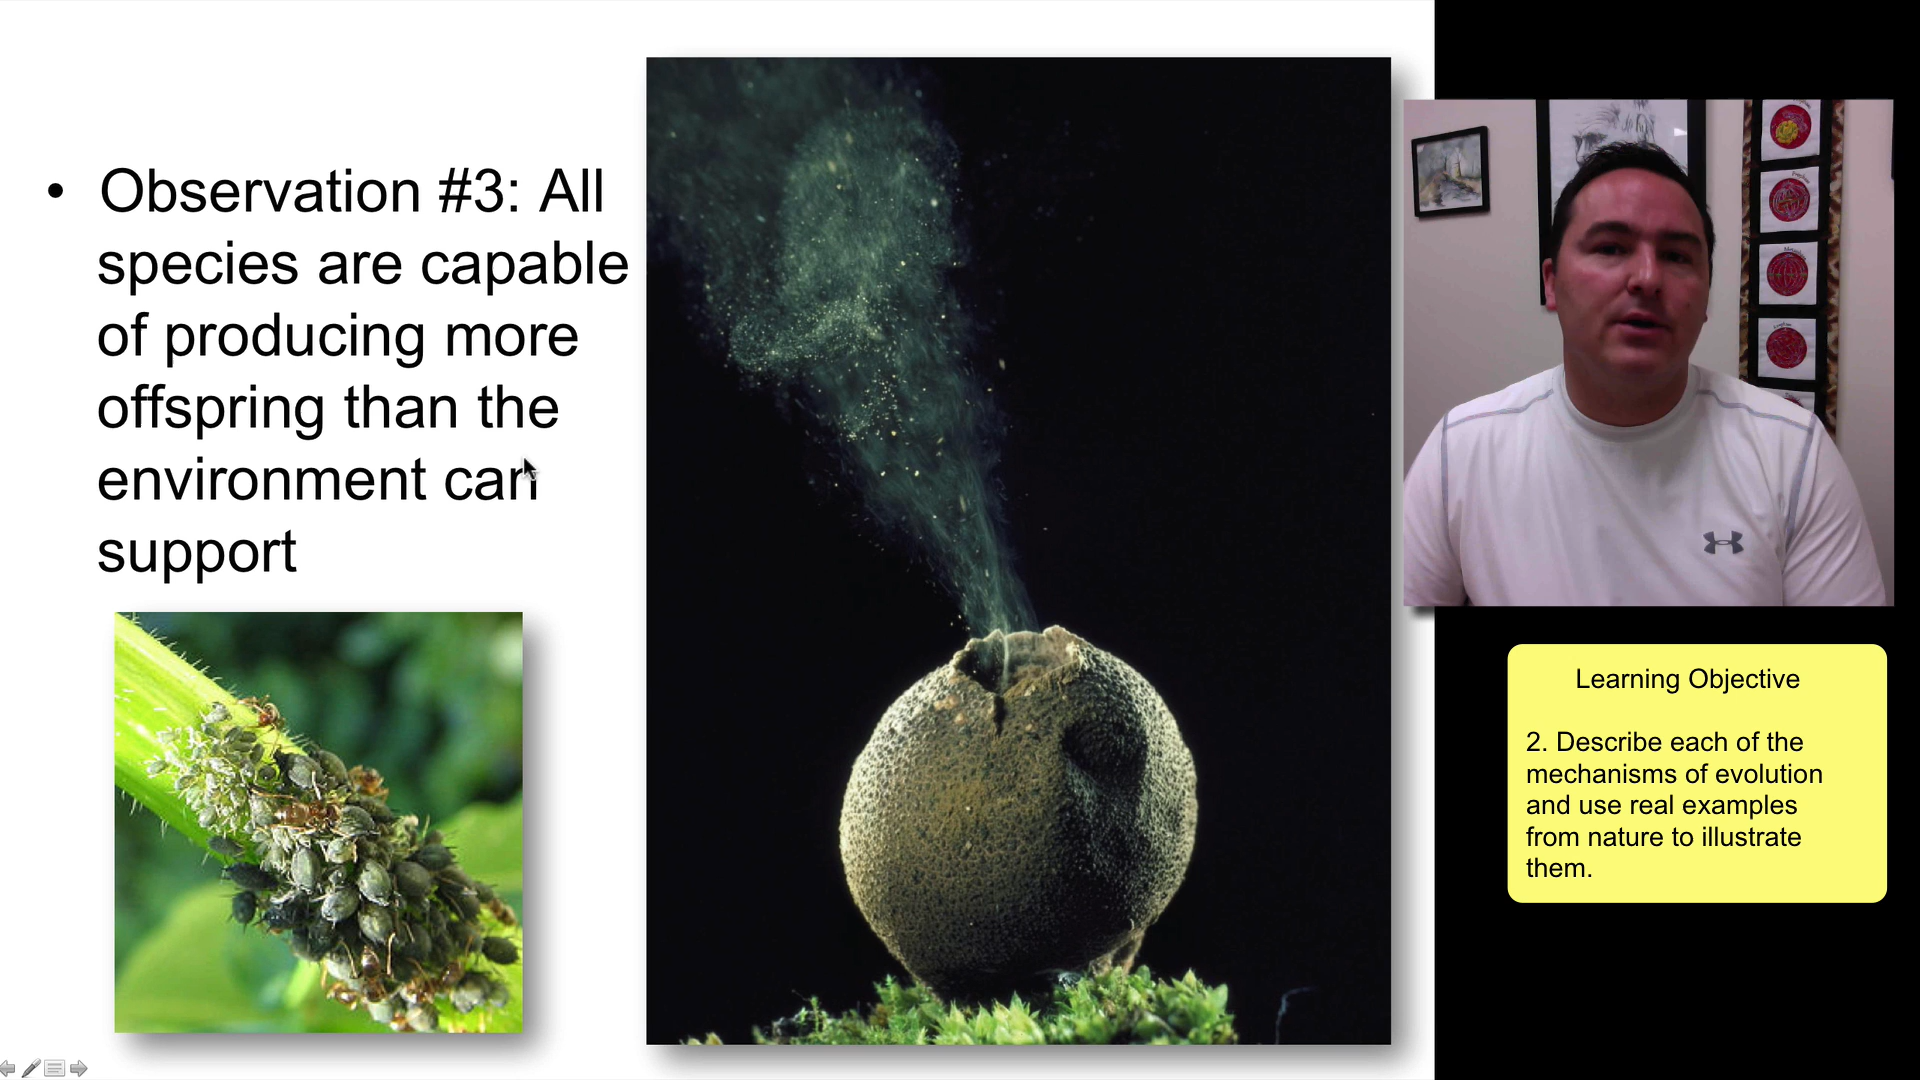 • Observation #3: All
species are capable
of producing more
offspring than the
environment can
support
Learning Objective
2. Describe each of the
mechanisms of evolution
and use real examples
from nature to illustrate
them.